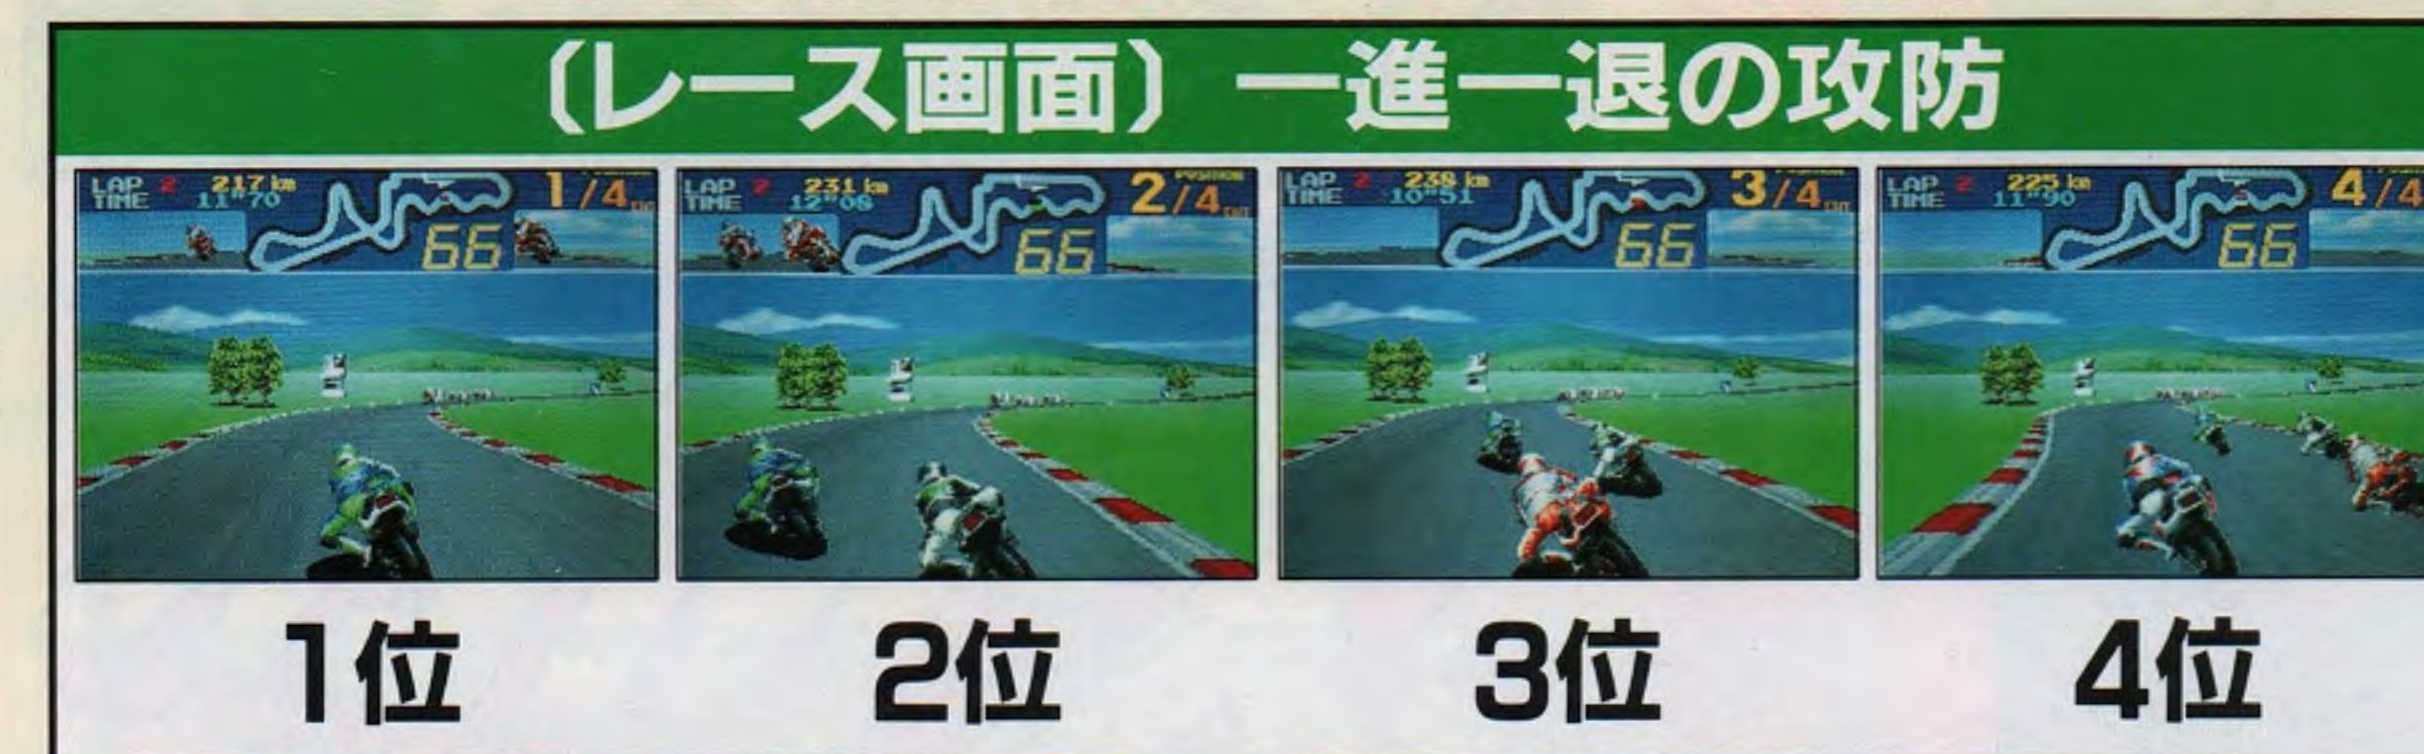 （レース画面）一進一退の攻防
LAP 2 217 km 1/4
TIME 11"70
66
LAP 2 231 km POSITION 2/4
TIME 12"08
66
LAP 2 238 km 3/4
TIME 10"51
66
LAP 2 225 km 4/4
TIME 11"90
66
1位
2位
3位
4位